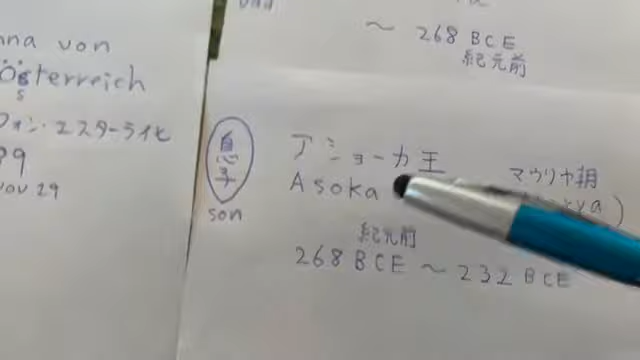 nna von
Österreich
s
フォン・エスターライヒ
Nov 29
～ 268 BCE
紀元前
息子
son
アショーカ王
Asoka
マウリヤ朝
紀元前
268 BCE ～ 232 BCE